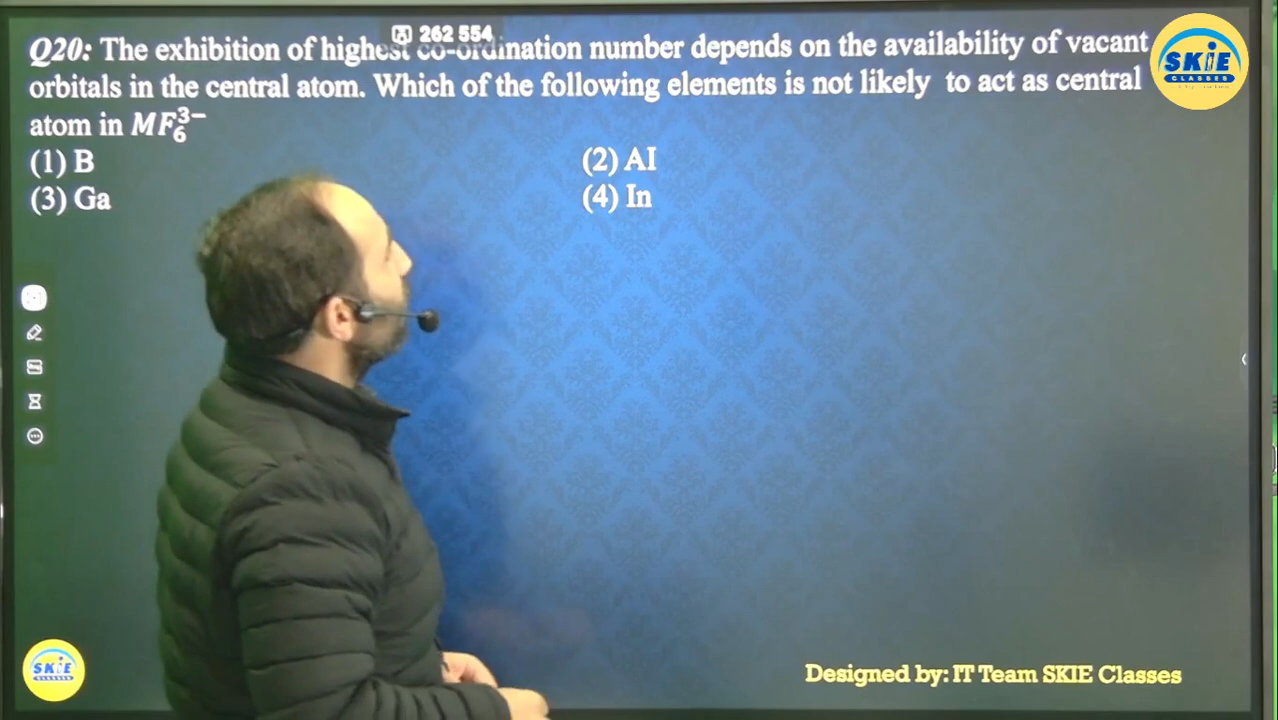 262 554
Q20: The exhibition of highest co-ordination number depends on the availability of vacant
orbitals in the central atom. Which of the following elements is not likely to act as central
atom in MF₆³⁻
(1) B
(2) AI
(3) Ga
(4) In
SKiE
CLASSES
SKiE
CLASSES
Designed by: IT Team SKIE Classes